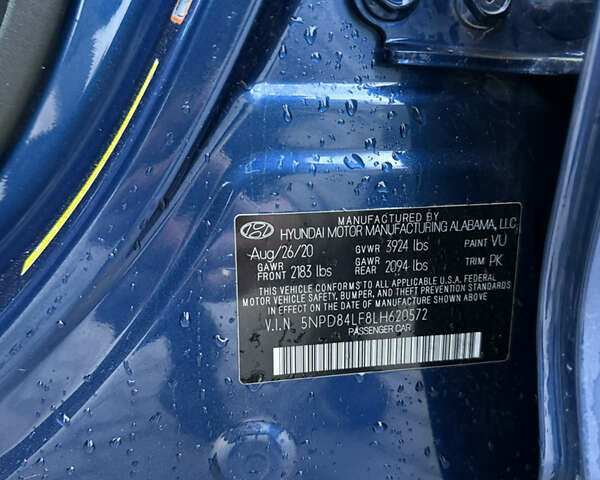 MANUFACTURED BY
HYUNDAI MOTOR MANUFACTURING ALABAMA, LLC
Aug/26/20 GVWR 3924 lbs PAINT VU
GAWR FRONT 2183 lbs GAWR REAR 2094 lbs TRIM PK
THIS VEHICLE CONFORMS TO ALL APPLICABLE U.S.A. FEDERAL
MOTOR VEHICLE SAFETY, BUMPER, AND THEFT PREVENTION STANDARDS
IN EFFECT ON THE DATE OF MANUFACTURE SHOWN ABOVE.
V.I.N. 5NPD84LF8LH620572
PASSENGER CAR